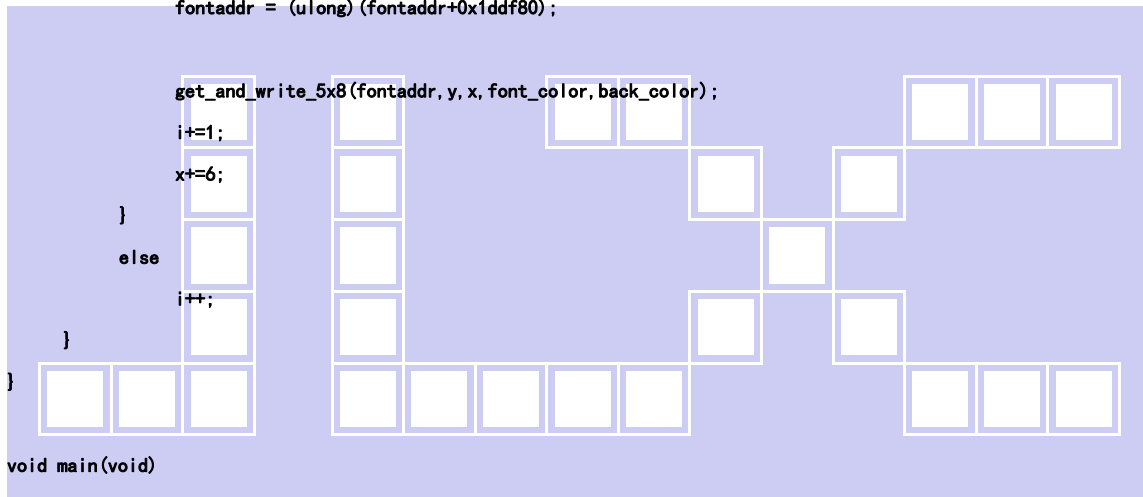 fontaddr = (ulong)(fontaddr+0x1ddf80);
get_and_write_5x8(fontaddr,y,x,font_color,back_color);
i+=1;
x+=6;
}
else
i++;
}
}
void main(void)